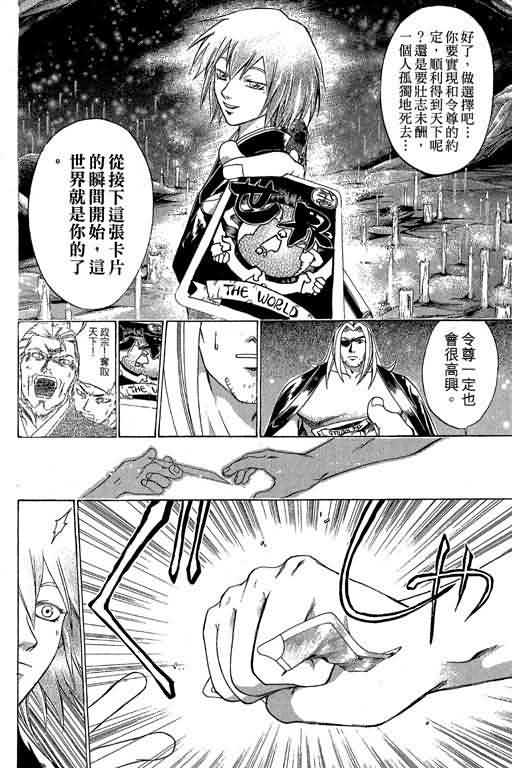 好了，做選擇吧…
你要實現和令尊的約
定，順利得到天下呢
？還是要壯志未酬，
一個人孤獨地死去…
…
從接下這張卡片
的瞬間開始，這
世界就是你的了
。
THE WORLD
令尊一定也
會很高興。
THE
政宗…奪取
天下！…